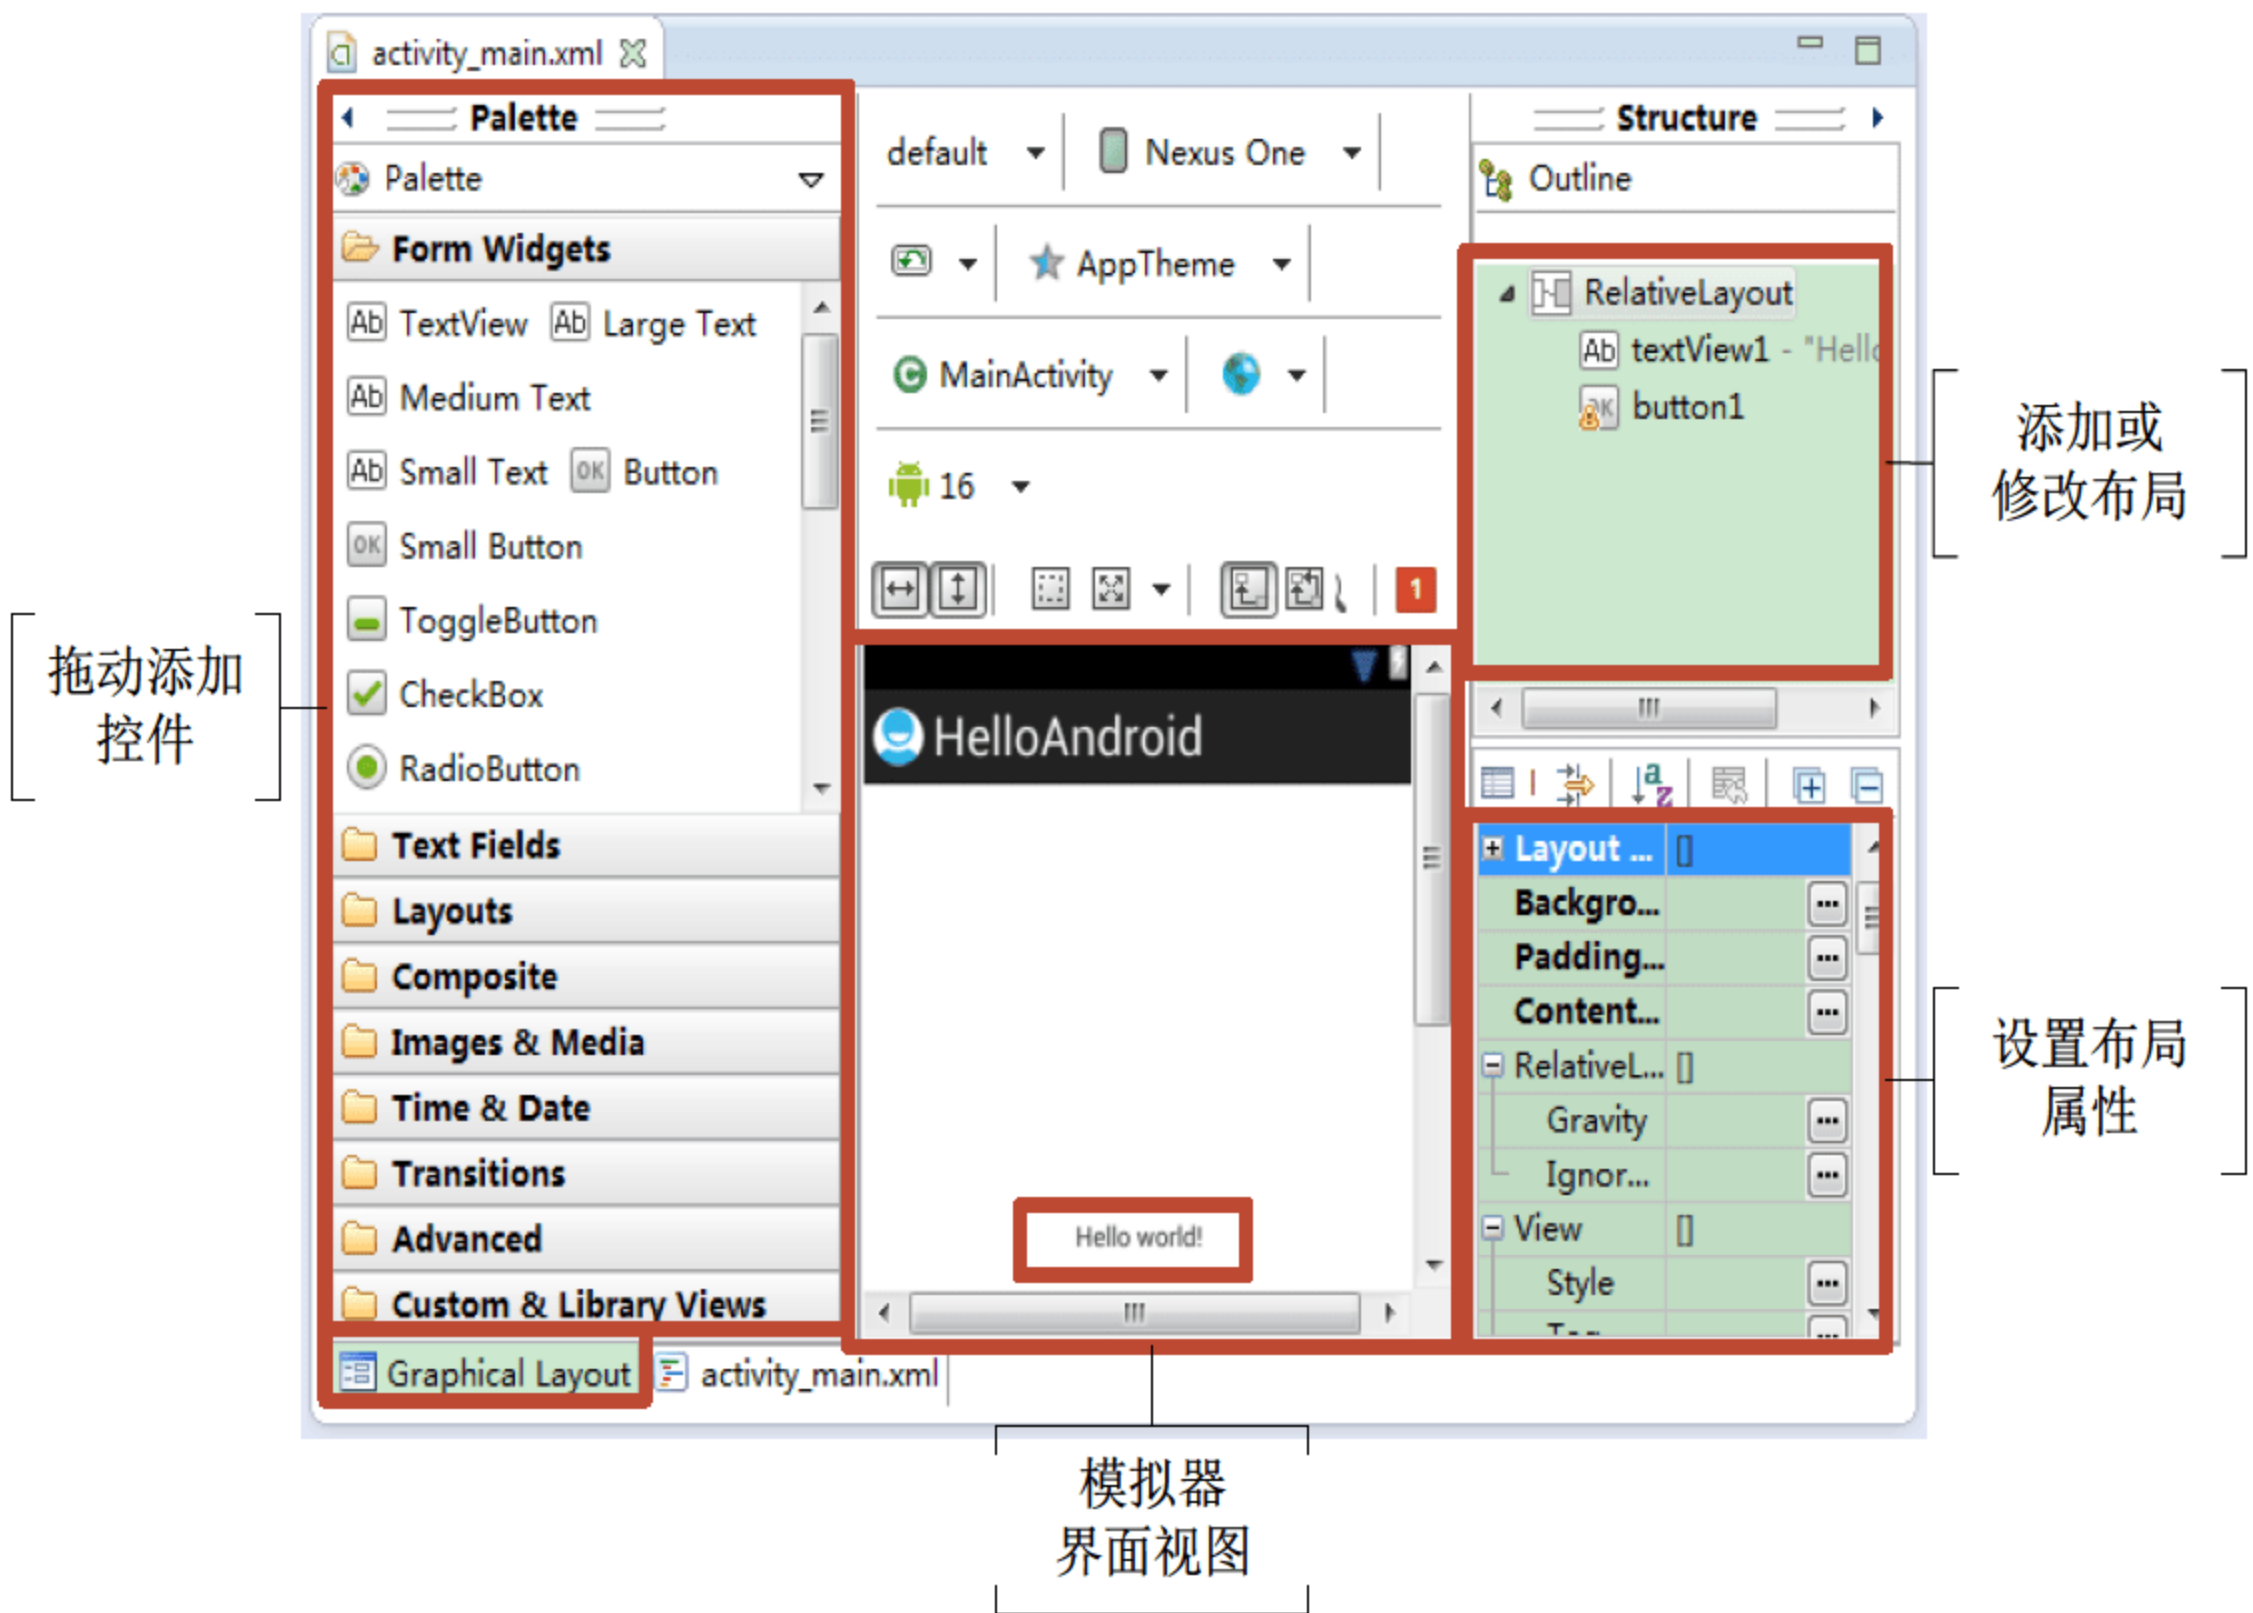 activity_main.xml
Palette
Palette
Form Widgets
TextView
Large Text
Medium Text
Small Text
Button
Small Button
ToggleButton
CheckBox
RadioButton
Text Fields
Layouts
Composite
Images & Media
Time & Date
Transitions
Advanced
Custom & Library Views
Graphical Layout
activity_main.xml
default
Nexus One
AppTheme
MainActivity
16
1
HelloAndroid
Hello world!
Structure
Outline
RelativeLayout
Ab textView1 - "Hello
button1
Layout ... []
Backgro...
Padding...
Content...
RelativeL... []
Gravity
Ignor...
View []
Style
拖动添加
控件
添加或
修改布局
设置布局
属性
模拟器
界面视图